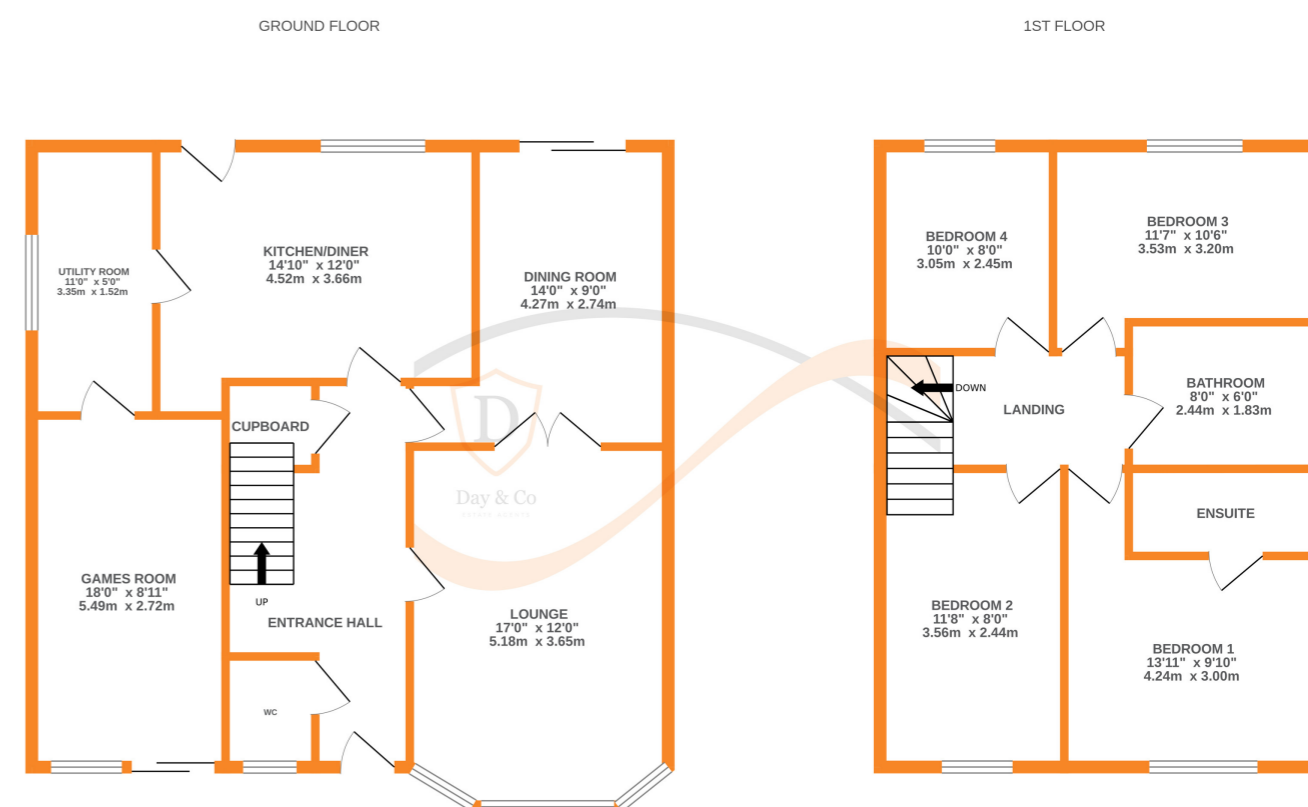 GROUND FLOOR
1ST FLOOR
UTILITY ROOM
11'0" x 5'0"
3.35m x 1.52m
KITCHEN/DINER
14'10" x 12'0"
4.52m x 3.66m
DINING ROOM
14'0" x 9'0"
4.27m x 2.74m
CUPBOARD
D
Day & Co
ESTATE AGENTS
GAMES ROOM
18'0" x 8'11"
5.49m x 2.72m
UP
ENTRANCE HALL
LOUNGE
17'0" x 12'0"
5.18m x 3.65m
WC
BEDROOM 4
10'0" x 8'0"
3.05m x 2.45m
BEDROOM 3
11'7" x 10'6"
3.53m x 3.20m
DOWN
LANDING
BATHROOM
8'0" x 6'0"
2.44m x 1.83m
ENSUITE
BEDROOM 2
11'8" x 8'0"
3.56m x 2.44m
BEDROOM 1
13'11" x 9'10"
4.24m x 3.00m